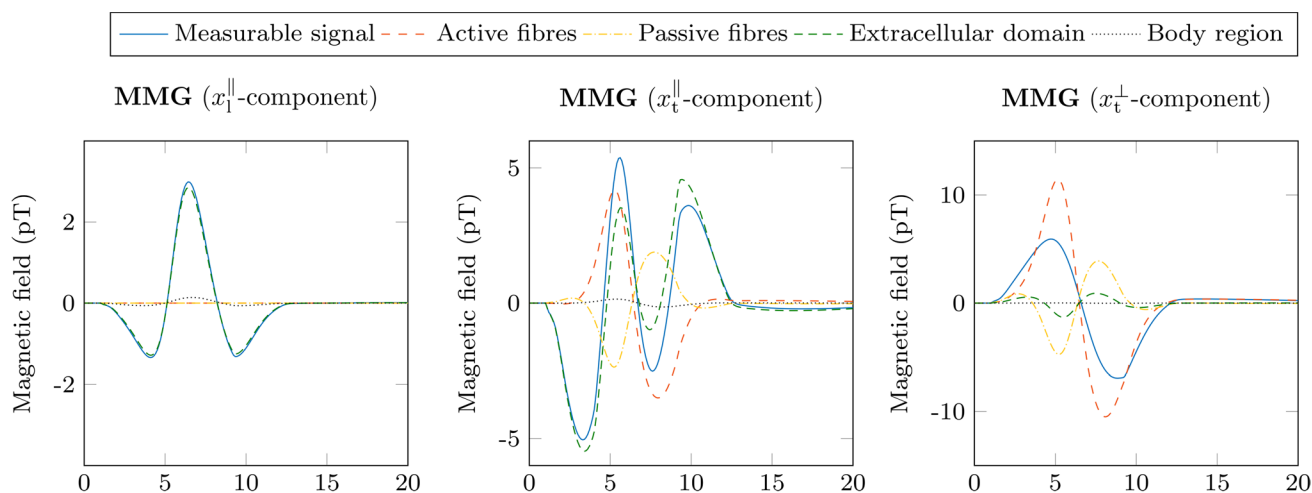 Measurable signal Active fibres Passive fibres Extracellular domain Body region
MMG (x_l^∥-component)
MMG (x_t^∥-component)
MMG (x_t^⊥-component)
Magnetic field (pT)
2
0
-2
0 5 10 15 20
Magnetic field (pT)
5
0
-5
0 5 10 15 20
Magnetic field (pT)
10
0
-10
0 5 10 15 20